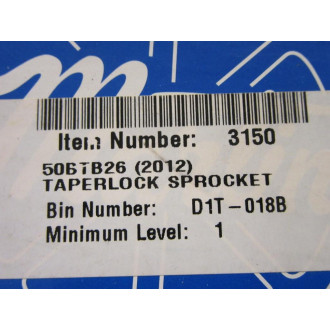 Item Number: 3150
50BTB26 (2012)
TAPERLOCK SPROCKET
Bin Number: D1T-018B
Minimum Level: 1